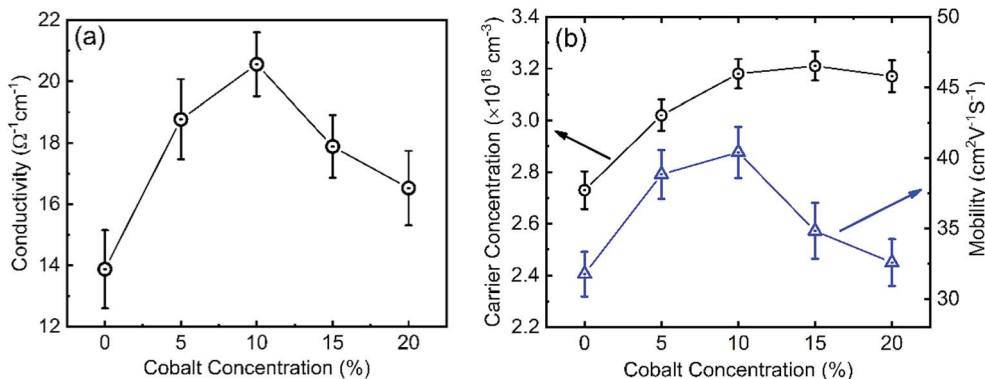 (a)
22
20
18
16
14
12
Conductivity (Ω⁻¹cm⁻¹)
0 5 10 15 20
Cobalt Concentration (%)
(b)
3.4
3.2
3.0
2.8
2.6
2.4
2.2
Carrier Concentration (×10¹⁸ cm⁻³)
50
45
40
35
30
Mobility (cm²V⁻¹S⁻¹)
0 5 10 15 20
Cobalt Concentration (%)